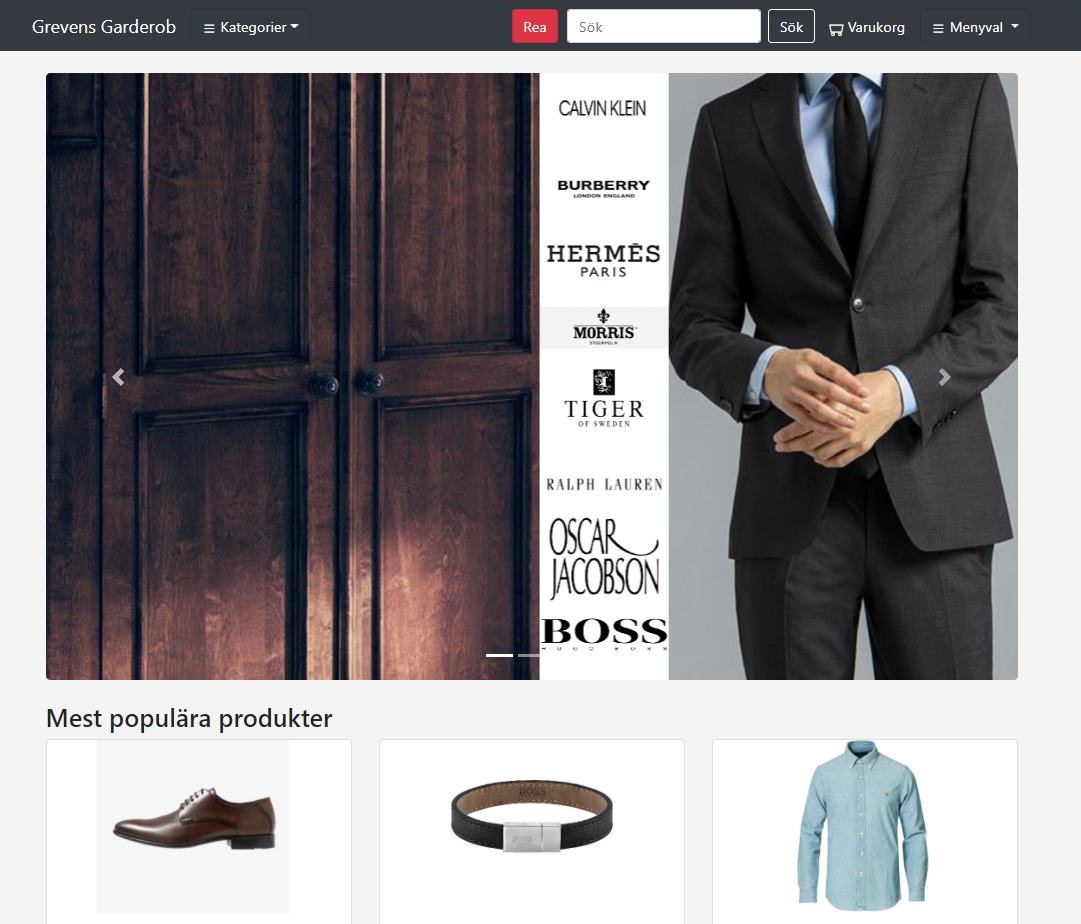 Grevens Garderob
Kategorier
Rea
Sök
Sök
Varukorg
Menyval
CALVIN KLEIN
BURBERRY
LONDON ENGLAND
HERMÈS
PARIS
MORRIS
STOCKHOLM
TIGER
OF SWEDEN
RALPH LAUREN
OSCAR
JACOBSON
BOSS
HUGO BOSS
Mest populära produkter
BOSS
BOSS